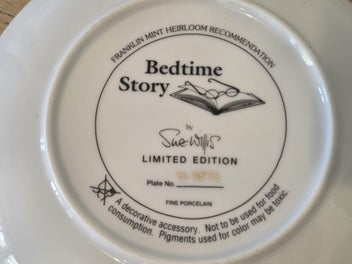 FRANKLIN MINT HEIRLOOM RECOMMENDATION
Bedtime
Story
by
Sue Willis
LIMITED EDITION
Plate No.
FINE PORCELAIN
A decorative accessory. Not to be used for food
consumption. Pigments used for color may be toxic.